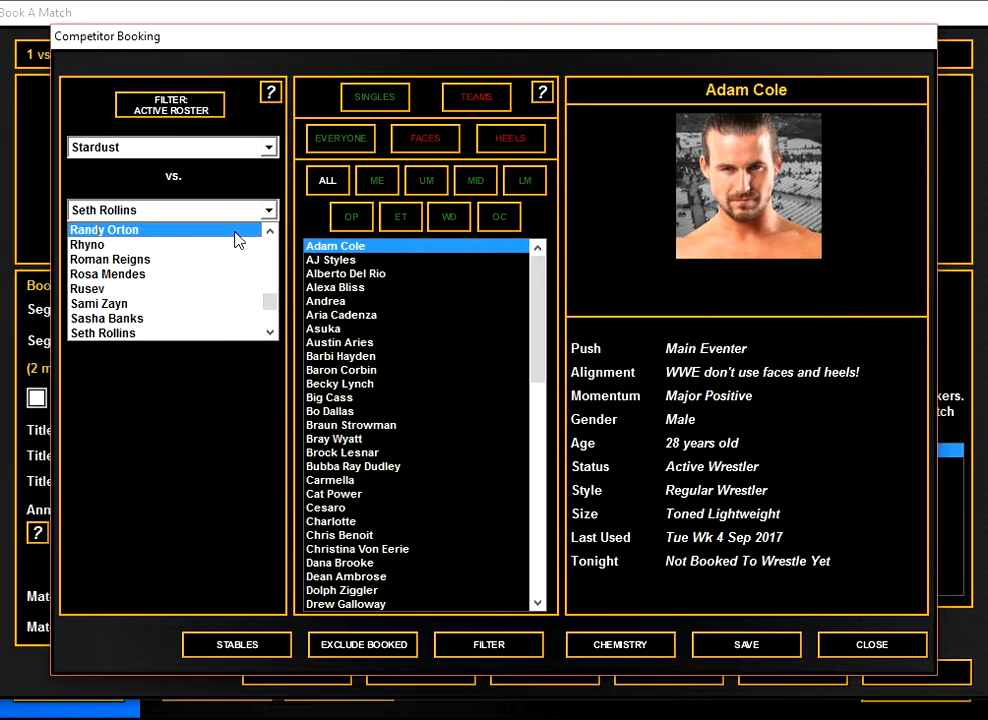 Book A Match
Competitor Booking
1 vs
FILTER:
ACTIVE ROSTER
?
Stardust
vs.
Seth Rollins
Randy Orton
Rhyno
Roman Reigns
Rosa Mendes
Rusev
Sami Zayn
Sasha Banks
Seth Rollins
SINGLES
TEAMS
?
EVERYONE
FACES
HEELS
ALL
ME
UM
MID
LM
OP
ET
WD
OC
Adam Cole
AJ Styles
Alberto Del Rio
Alexa Bliss
Andrea
Aria Cadenza
Asuka
Austin Aries
Barbi Hayden
Baron Corbin
Becky Lynch
Big Cass
Bo Dallas
Braun Strowman
Bray Wyatt
Brock Lesnar
Bubba Ray Dudley
Carmella
Cat Power
Cesaro
Charlotte
Chris Benoit
Christina Von Eerie
Dana Brooke
Dean Ambrose
Dolph Ziggler
Drew Galloway
Adam Cole
Push Main Eventer
Alignment WWE don't use faces and heels!
Momentum Major Positive
Gender Male
Age 28 years old
Status Active Wrestler
Style Regular Wrestler
Size Toned Lightweight
Last Used Tue Wk 4 Sep 2017
Tonight Not Booked To Wrestle Yet
Boo
Seg
Seg
(2 m
Title
Title
Title
Ann
?
Mat
Mat
kers.
tch
STABLES
EXCLUDE BOOKED
FILTER
CHEMISTRY
SAVE
CLOSE